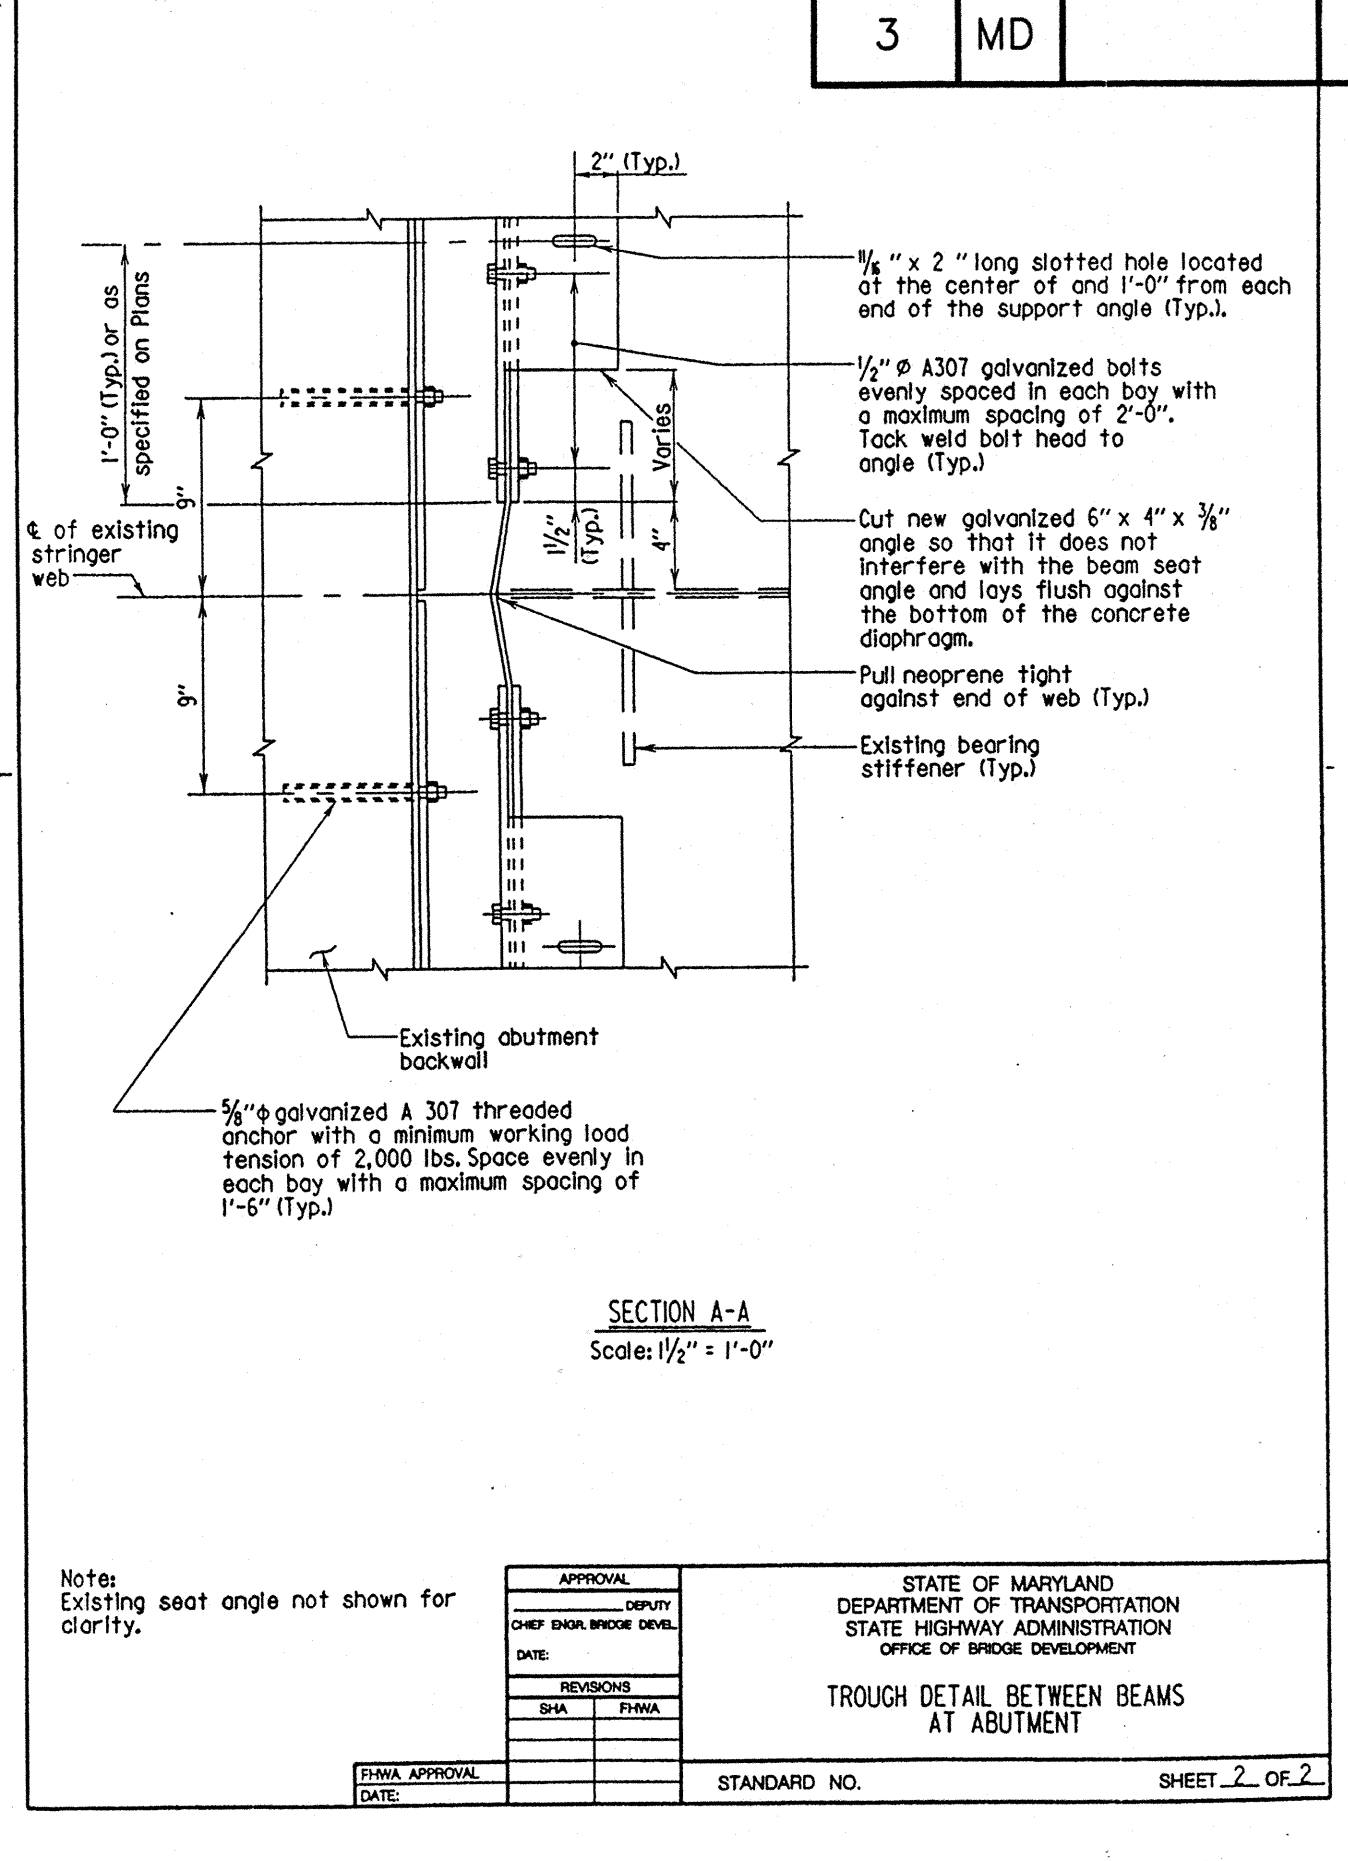 3 MD
2" (Typ.)
11/16 " x 2 " long slotted hole located
at the center of and 1'-0" from each
end of the support angle (Typ.).
1'-0" (Typ.) or as
specified on Plans
1/2" Ø A307 galvanized bolts
evenly spaced in each bay with
a maximum spacing of 2'-0".
Tack weld bolt head to
angle (Typ.)
Varies
9"
1 1/2"
(Typ.)
4"
℄ of existing
stringer
web
Cut new galvanized 6" x 4" x 3/8"
angle so that it does not
interfere with the beam seat
angle and lays flush against
the bottom of the concrete
diaphragm.
9"
Pull neoprene tight
against end of web (Typ.)
Existing bearing
stiffener (Typ.)
Existing abutment
backwall
5/8"ϕ galvanized A 307 threaded
anchor with a minimum working load
tension of 2,000 lbs. Space evenly in
each bay with a maximum spacing of
1'-6" (Typ.)
SECTION A-A
Scale: 1 1/2" = 1'-0"
Note:
Existing seat angle not shown for
clarity.
APPROVAL
DEPUTY
CHIEF ENGR. BRIDGE DEVEL.
DATE:
REVISIONS
SHA FHWA
FHWA APPROVAL
DATE:
STATE OF MARYLAND
DEPARTMENT OF TRANSPORTATION
STATE HIGHWAY ADMINISTRATION
OFFICE OF BRIDGE DEVELOPMENT
TROUGH DETAIL BETWEEN BEAMS
AT ABUTMENT
STANDARD NO.
SHEET 2 OF 2